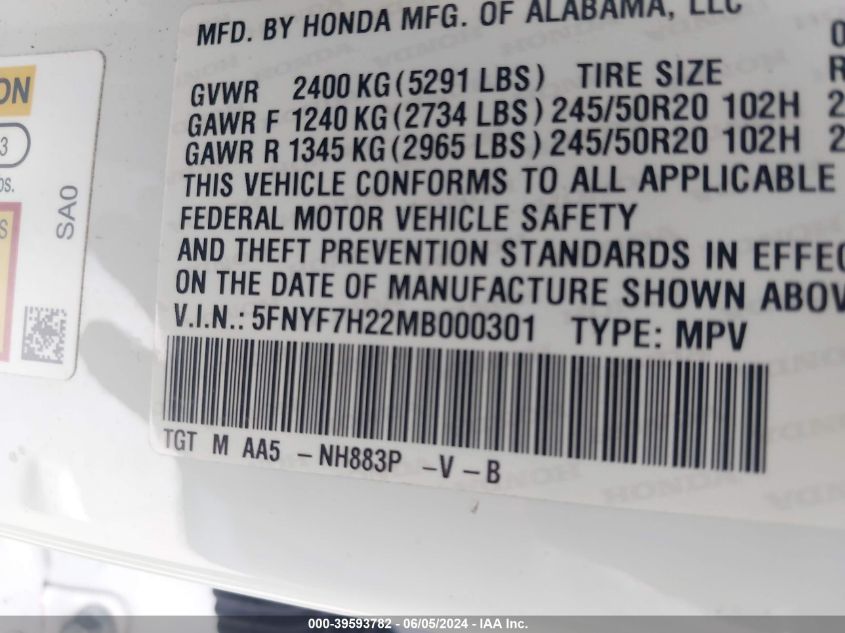 MFD. BY HONDA MFG. OF ALABAMA, LLC
GVWR 2400 KG (5291 LBS) TIRE SIZE
GAWR F 1240 KG (2734 LBS) 245/50R20 102H
GAWR R 1345 KG (2965 LBS) 245/50R20 102H
THIS VEHICLE CONFORMS TO ALL APPLICABLE
FEDERAL MOTOR VEHICLE SAFETY
AND THEFT PREVENTION STANDARDS IN EFFEC
ON THE DATE OF MANUFACTURE SHOWN ABOV
V.I.N.: 5FNYF7H22MB000301 TYPE: MPV
TGT M AA5 - NH883P - V - B
SA0
HONDA
000-39593782 - 06/05/2024 - IAA Inc.